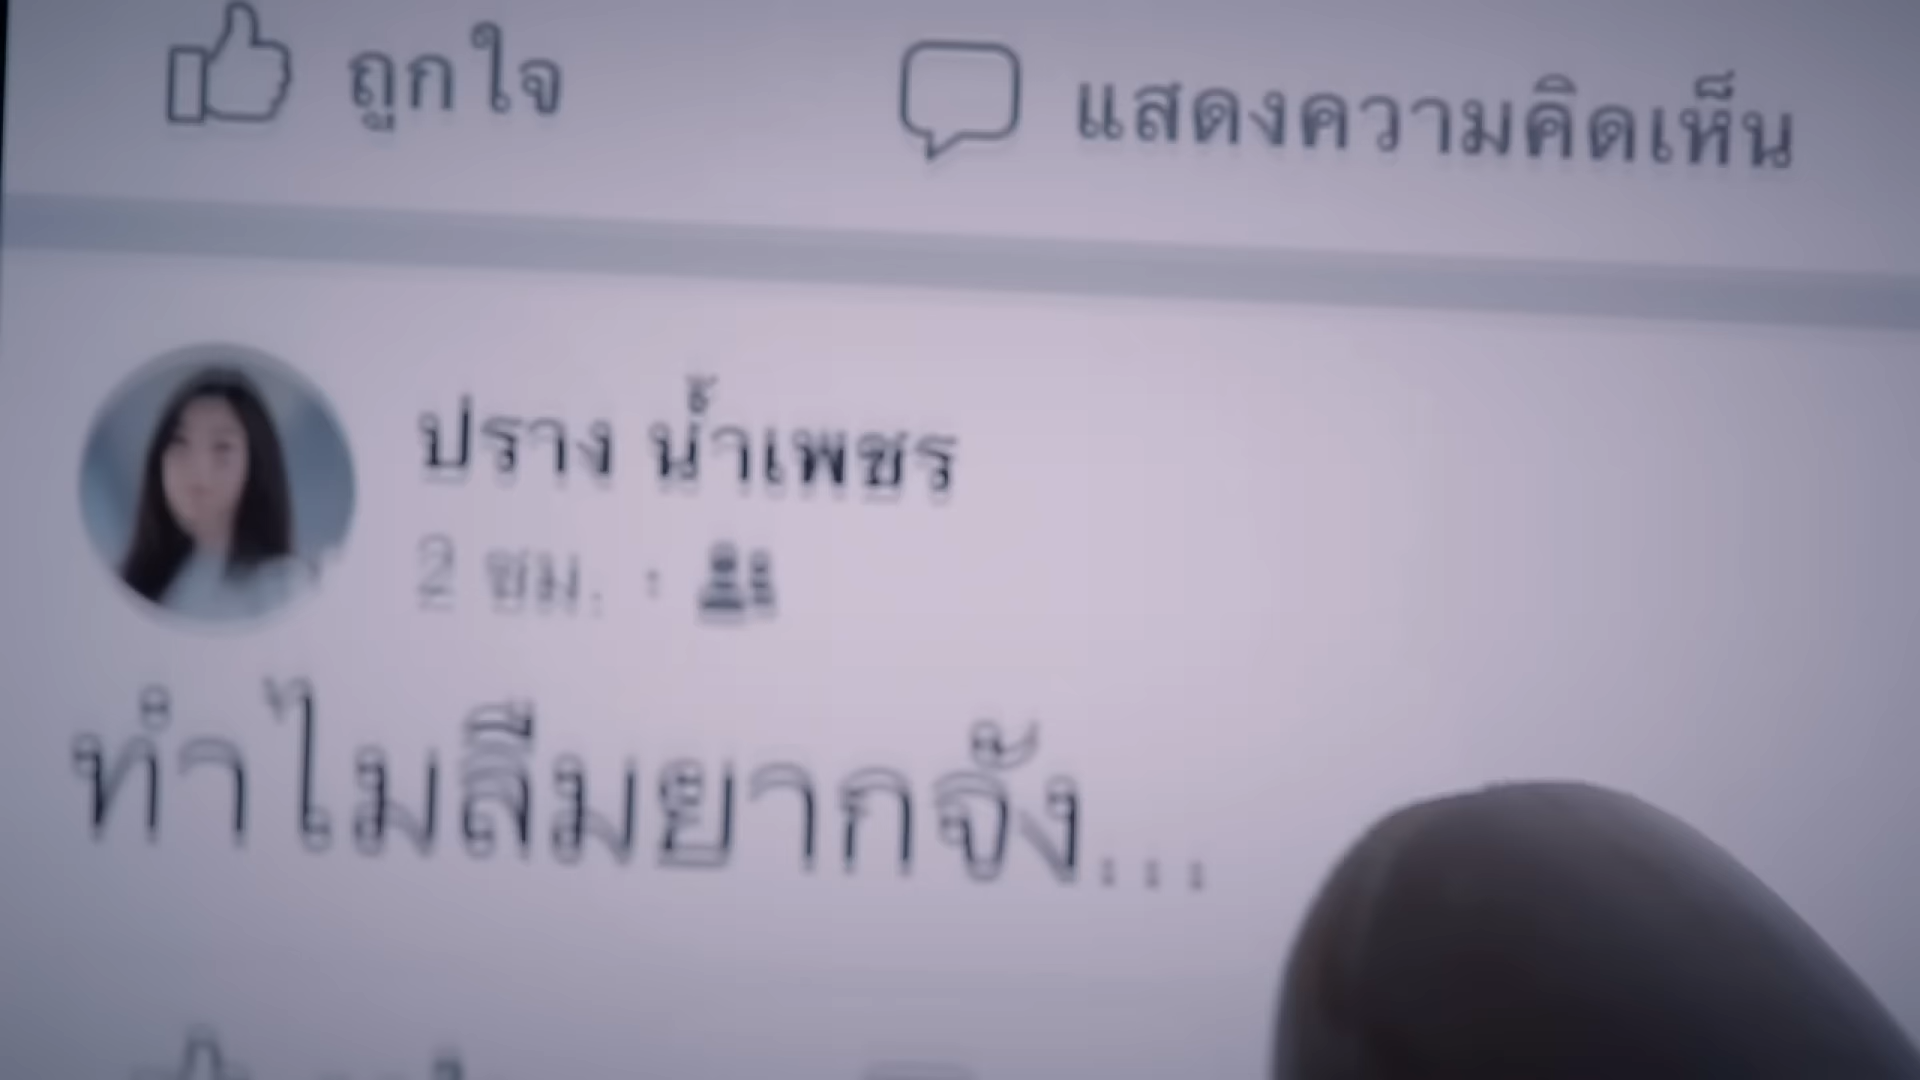 ถูกใจ
แสดงความคิดเห็น
ปราง น้ำเพชร
2 ชม. ·
ทำไมลืมยากจัง...